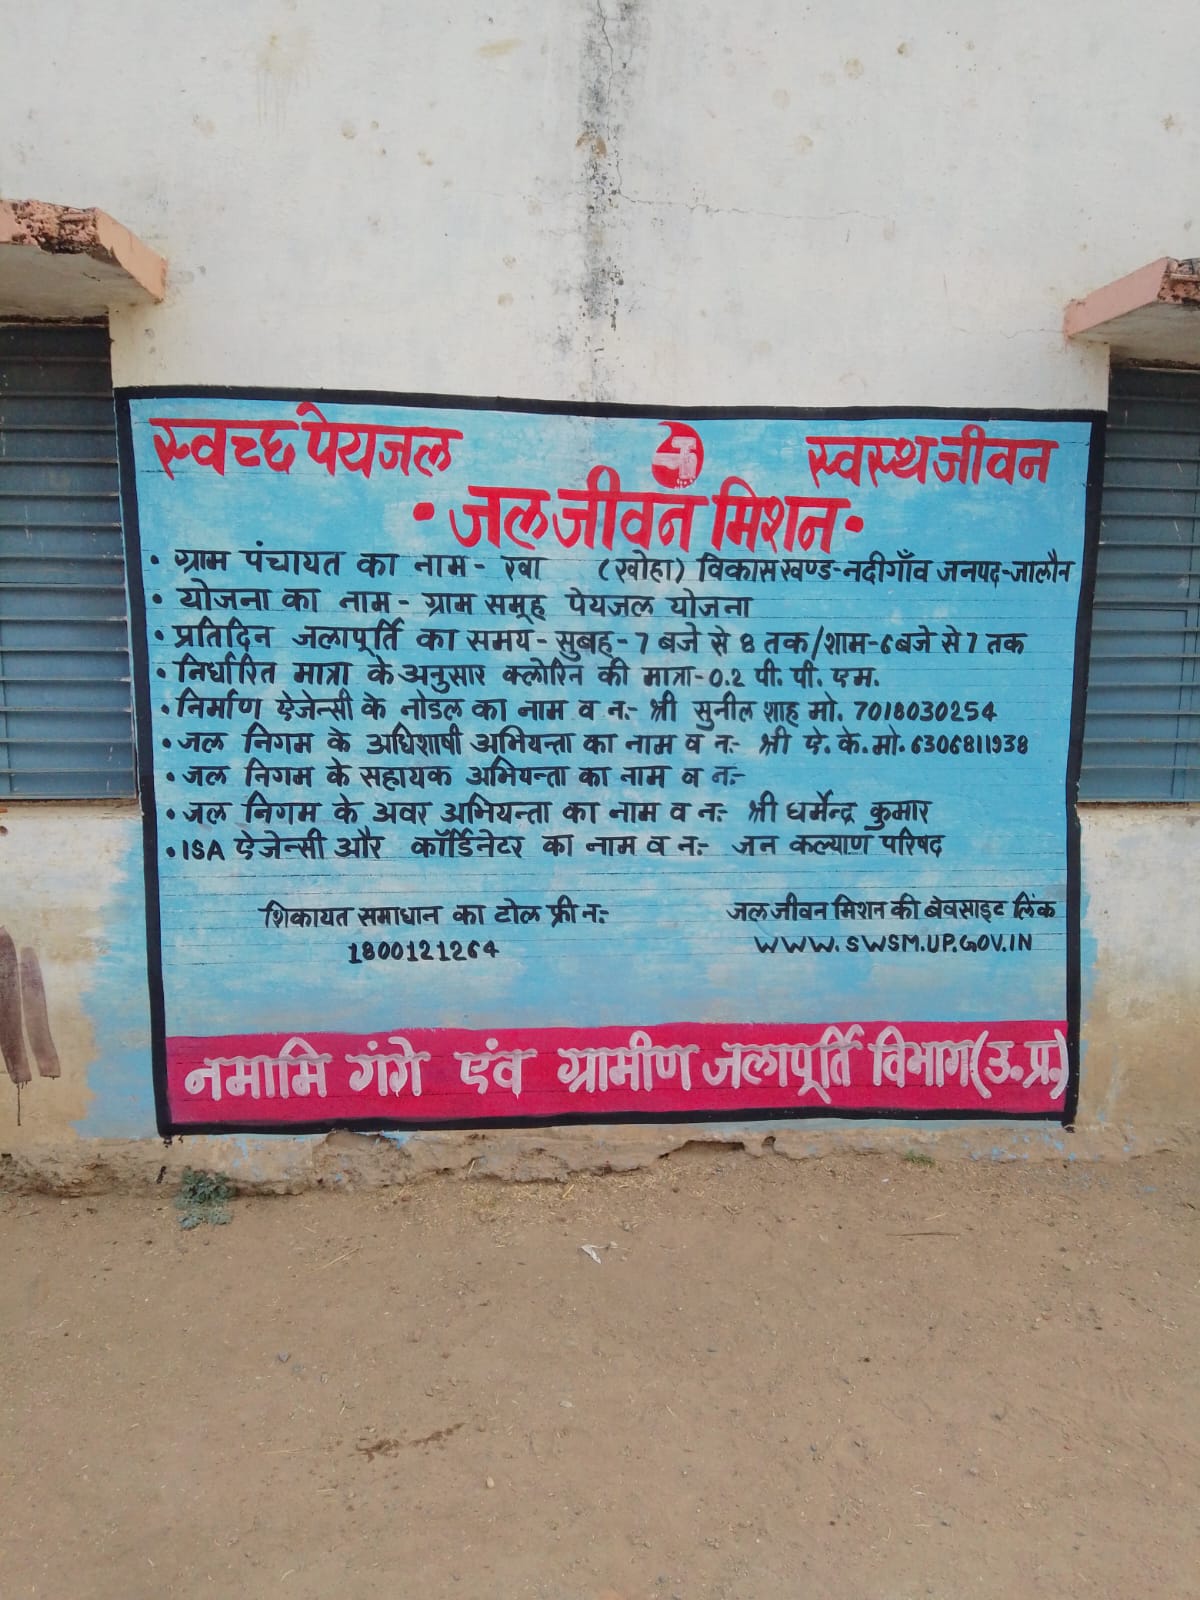 स्वच्छ पेयजल
स्वस्थ जीवन
जल जीवन मिशन
• ग्राम पंचायत का नाम - रवा (खोहा) विकास खण्ड-नदीगाँव जनपद-जालौन
• योजना का नाम - ग्राम समूह पेयजल योजना
• प्रतिदिन जलापूर्ति का समय - सुबह - 7 बजे से 8 तक/शाम-6बजे से 7 तक
• निर्धारित मात्रा के अनुसार क्लोरिन की मात्रा-0.2 पी. पी. एम.
• निर्माण ऐजेन्सी के नोडल का नाम व नः- श्री सुनील शाह मो. 7018030254
• जल निगम के अधिशाषी अभियन्ता का नाम व नः- श्री ऐ. के. मो. 6306811938
• जल निगम के सहायक अभियन्ता का नाम व नः-
• जल निगम के अवर अभियन्ता का नाम व नः- श्री धर्मेन्द्र कुमार
• ISA ऐजेन्सी और कॉर्डिनेटर का नाम व नः- जन कल्याण परिषद
शिकायत समाधान का टोल फ्री नः-
1800121264
जल जीवन मिशन की बेवसाइट लिंक
WWW.SWSM.UP.GOV.IN
नमामि गंगे एंव ग्रामीण जलापूर्ति विभाग (उ.प्र.)